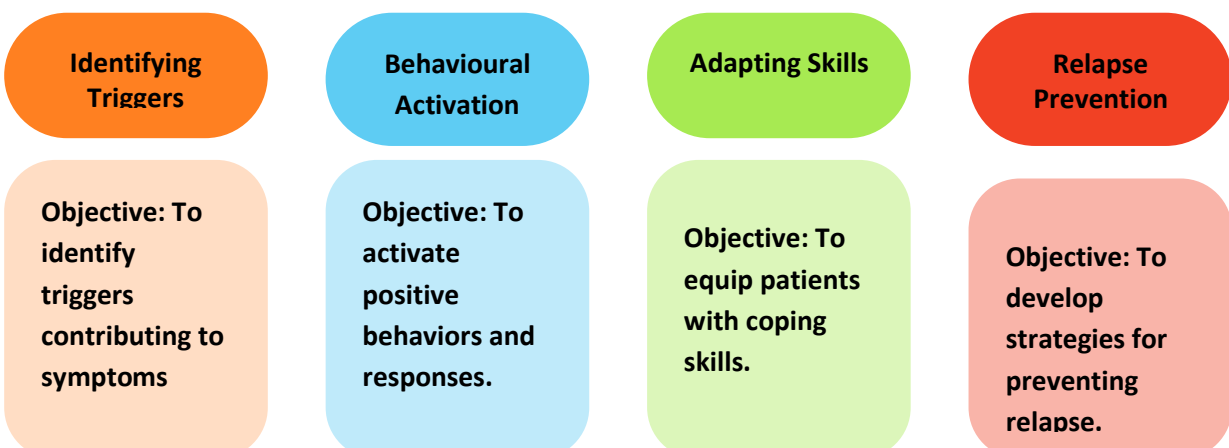 Identifying
Triggers
Behavioural
Activation
Adapting Skills
Relapse
Prevention
Objective: To
identify
triggers
contributing to
symptoms
Objective: To
activate
positive
behaviors and
responses.
Objective: To
equip patients
with coping
skills.
Objective: To
develop
strategies for
preventing
relapse.